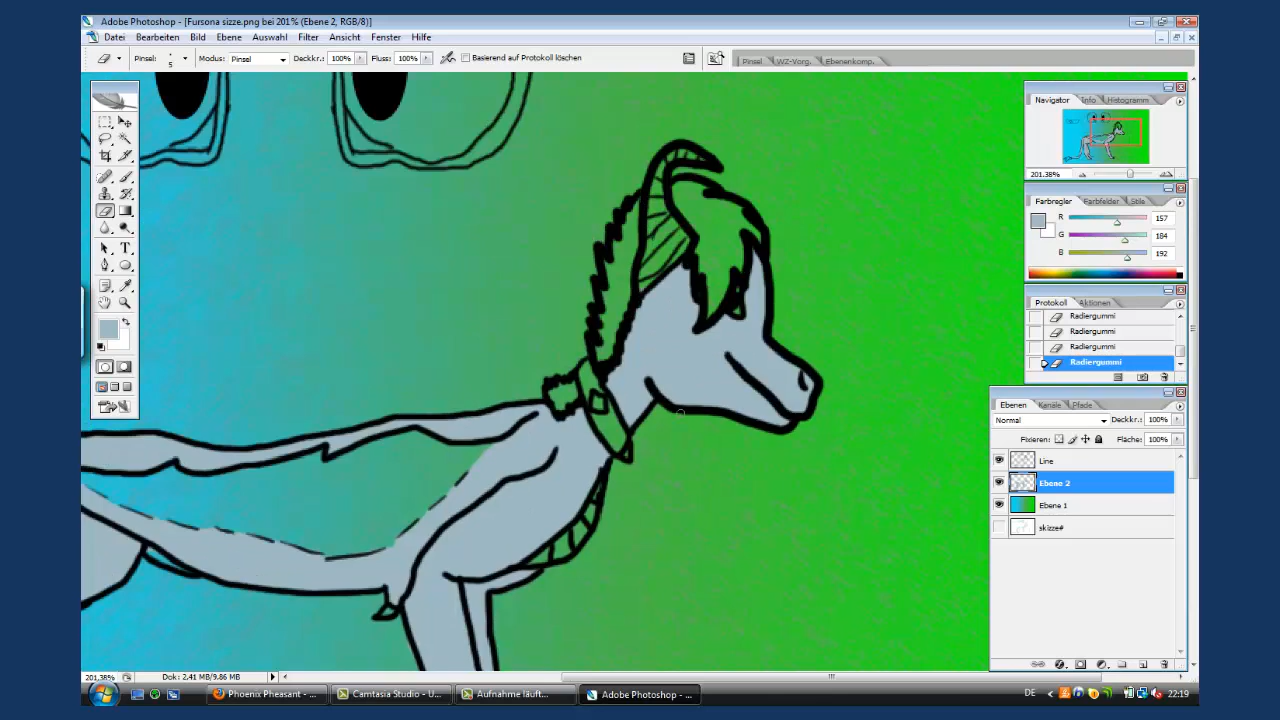 Adobe Photoshop - [Fursona sizze.png bei 201% (Ebene 2, RGB/8)]
Datei Bearbeiten Bild Ebene Auswahl Filter Ansicht Fenster Hilfe
Pinsel: 5 Modus: Pinsel Deckkr.: 100% Fluss: 100% Basierend auf Protokoll löschen
Pinsel WZ-Vorg. Ebenenkomp.
Navigator Info Histogramm
201.38%
Farbregler Farbfelder Stile
R 157
G 184
B 192
Protokoll Aktionen
Radiergummi
Radiergummi
Radiergummi
Radiergummi
Ebenen Kanäle Pfade
Normal Deckkr.: 100%
Fixieren: Fläche: 100%
Line
Ebene 2
Ebene 1
skizze#
201.38% Dok: 2.41 MB/9.86 MB
Phoenix Pheasant - ... Camtasia Studio - U... Aufnahme läuft... Adobe Photoshop - ... DE 22:19